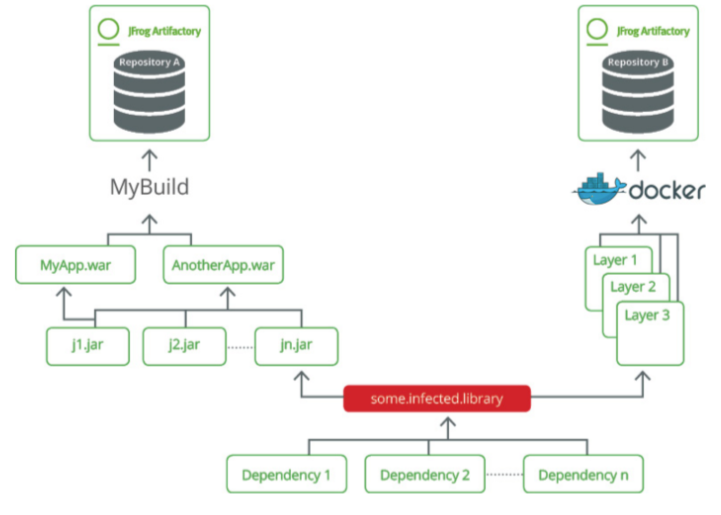 JFrog Artifactory
Repository A
JFrog Artifactory
Repository B
MyBuild
docker
MyApp.war
AnotherApp.war
Layer 1
Layer 2
Layer 3
j1.jar
j2.jar
jn.jar
some.infected.library
Dependency 1
Dependency 2
Dependency n